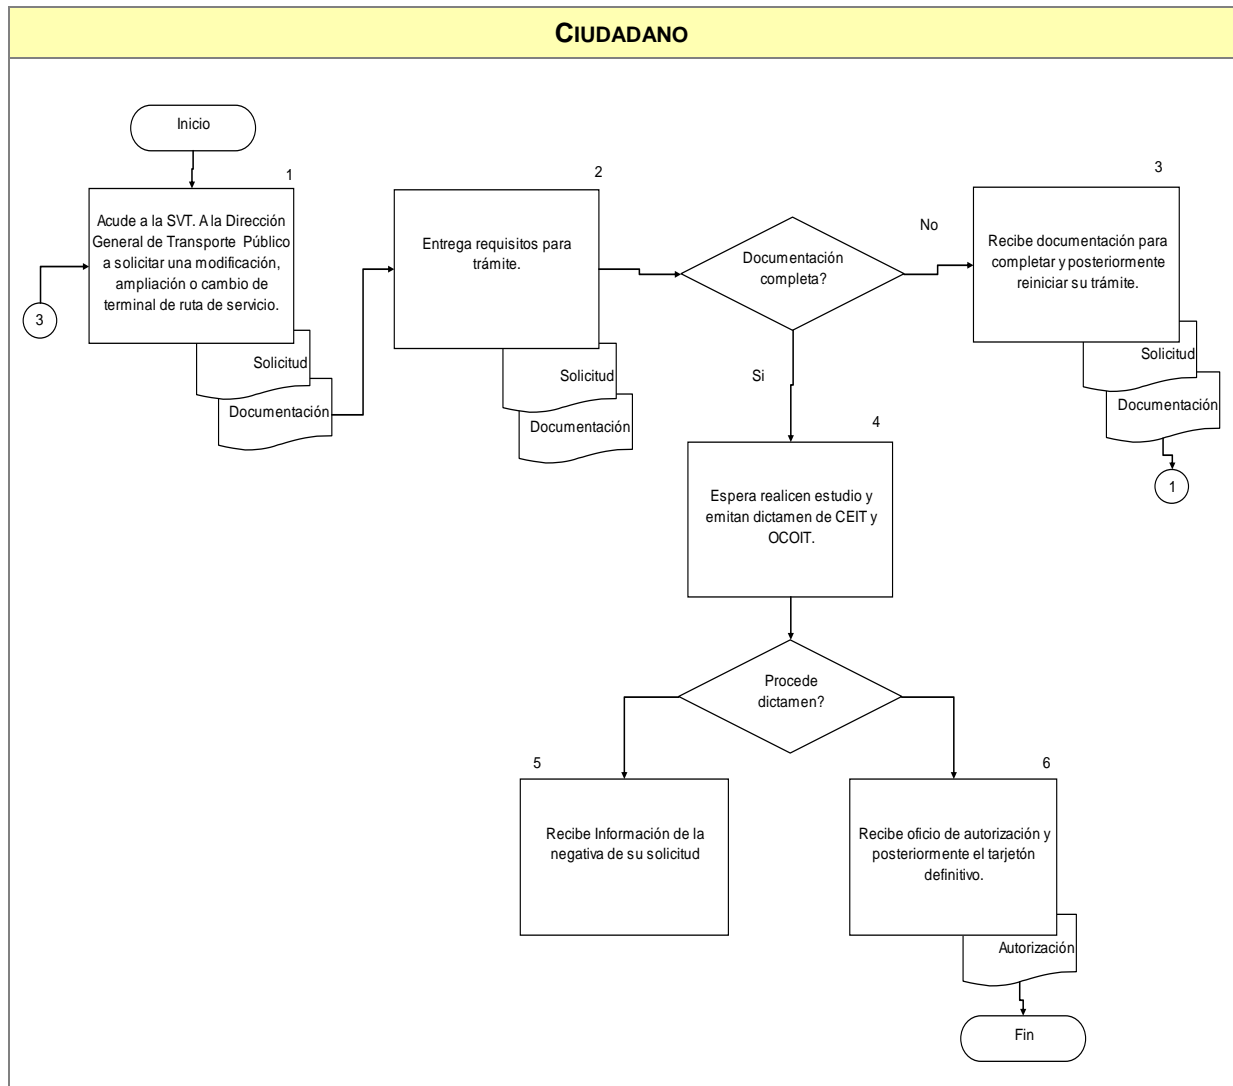 CIUDADANO
Inicio
1
Acude a la SVT. A la Dirección
General de Transporte Público
a solicitar una modificación,
ampliación o cambio de
terminal de ruta de servicio.
3
Solicitud
Documentación
2
Entrega requisitos para
trámite.
Solicitud
Documentación
Documentación
completa?
No
Si
3
Recibe documentación para
completar y posteriormente
reiniciar su trámite.
Solicitud
Documentación
1
4
Espera realicen estudio y
emitan dictamen de CEIT y
OCOIT.
Procede
dictamen?
5
Recibe Información de la
negativa de su solicitud
6
Recibe oficio de autorización y
posteriormente el tarjetón
definitivo.
Autorización
Fin